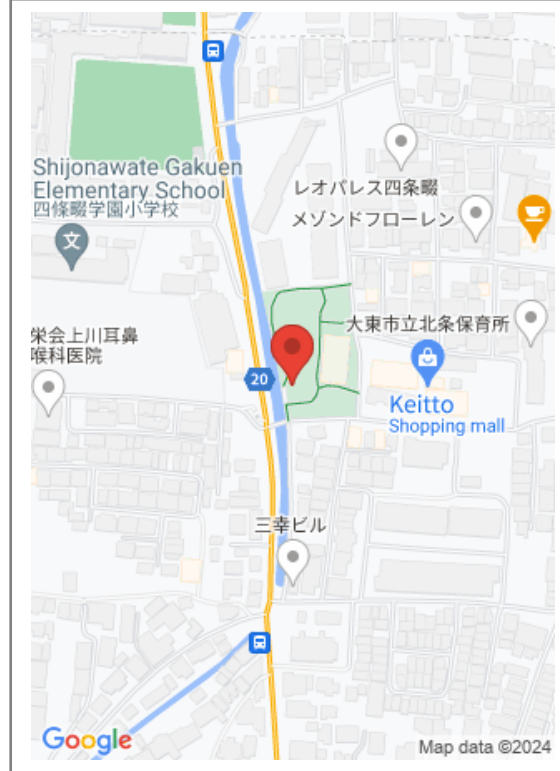 Shijonawate Gakuen
Elementary School
四條畷学園小学校
文
レオパレス四条畷
メゾンドフローレン
栄会上川耳鼻
喉科医院
大東市立北条保育所
20
Keitto
Shopping mall
三幸ビル
Google
Map data ©2024